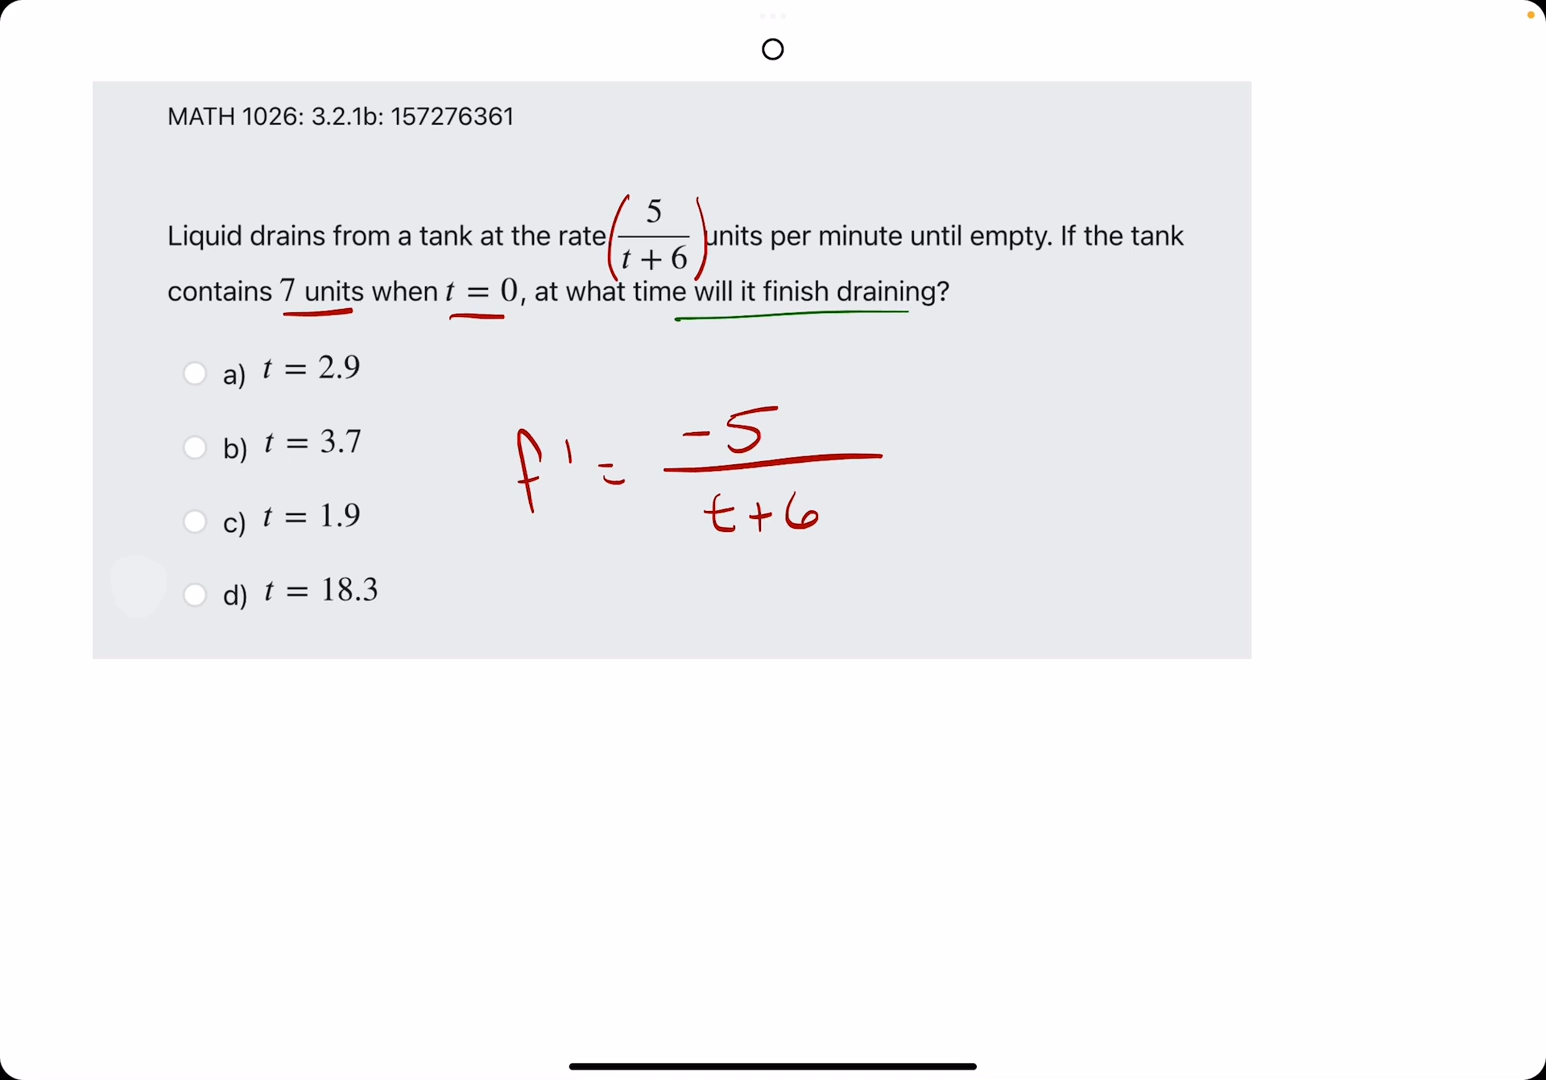 MATH 1026: 3.2.1b: 157276361
Liquid drains from a tank at the rate ( 5 / (t + 6) ) units per minute until empty. If the tank
contains 7 units when t = 0, at what time will it finish draining?
a) t = 2.9
b) t = 3.7
c) t = 1.9
d) t = 18.3
f' = -5 / (t+6)